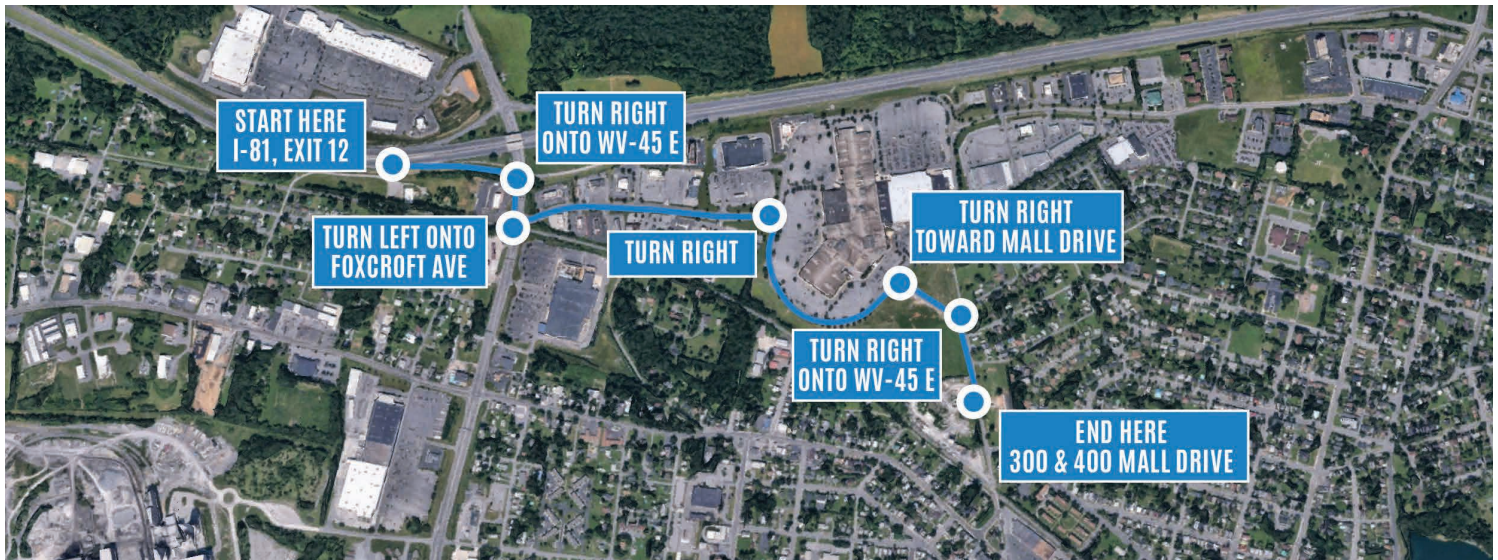 START HERE
I-81, EXIT 12
TURN RIGHT
ONTO WV-45 E
TURN LEFT ONTO
FOXCROFT AVE
TURN RIGHT
TURN RIGHT
TOWARD MALL DRIVE
TURN RIGHT
ONTO WV-45 E
END HERE
300 & 400 MALL DRIVE